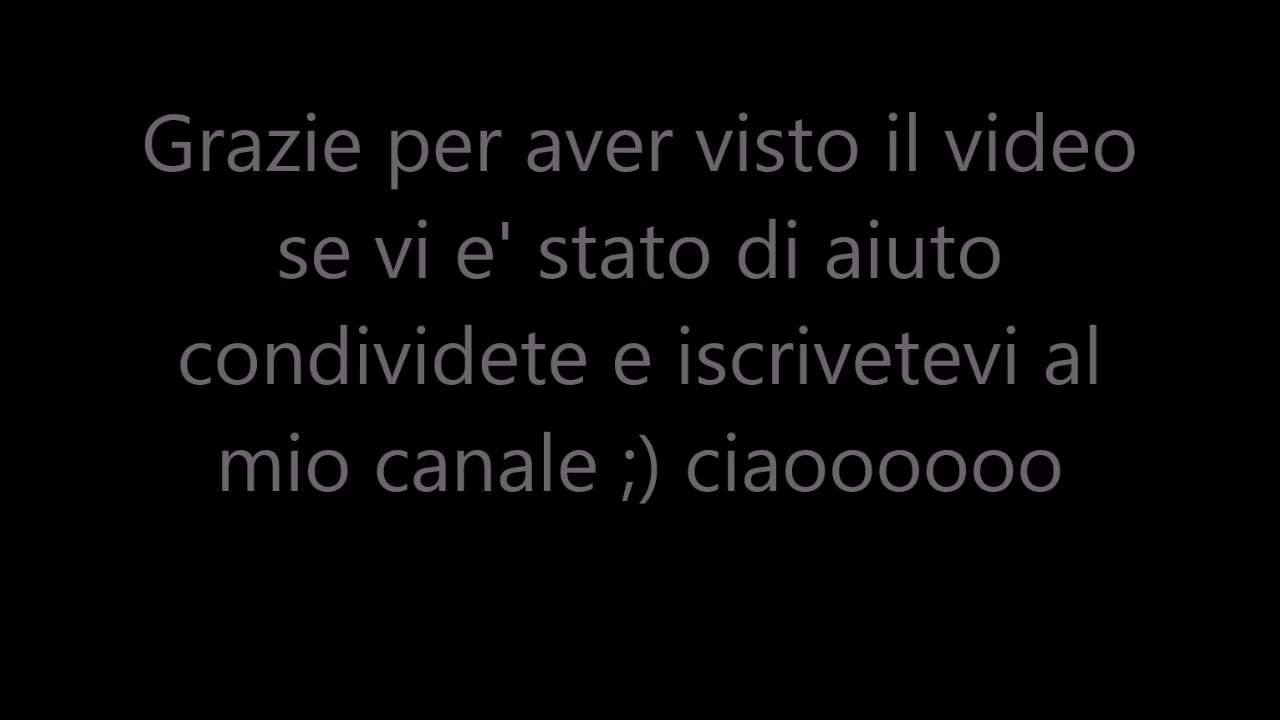 Grazie per aver visto il video
se vi e' stato di aiuto
condividete e iscrivetevi al
mio canale ;) ciaoooooo